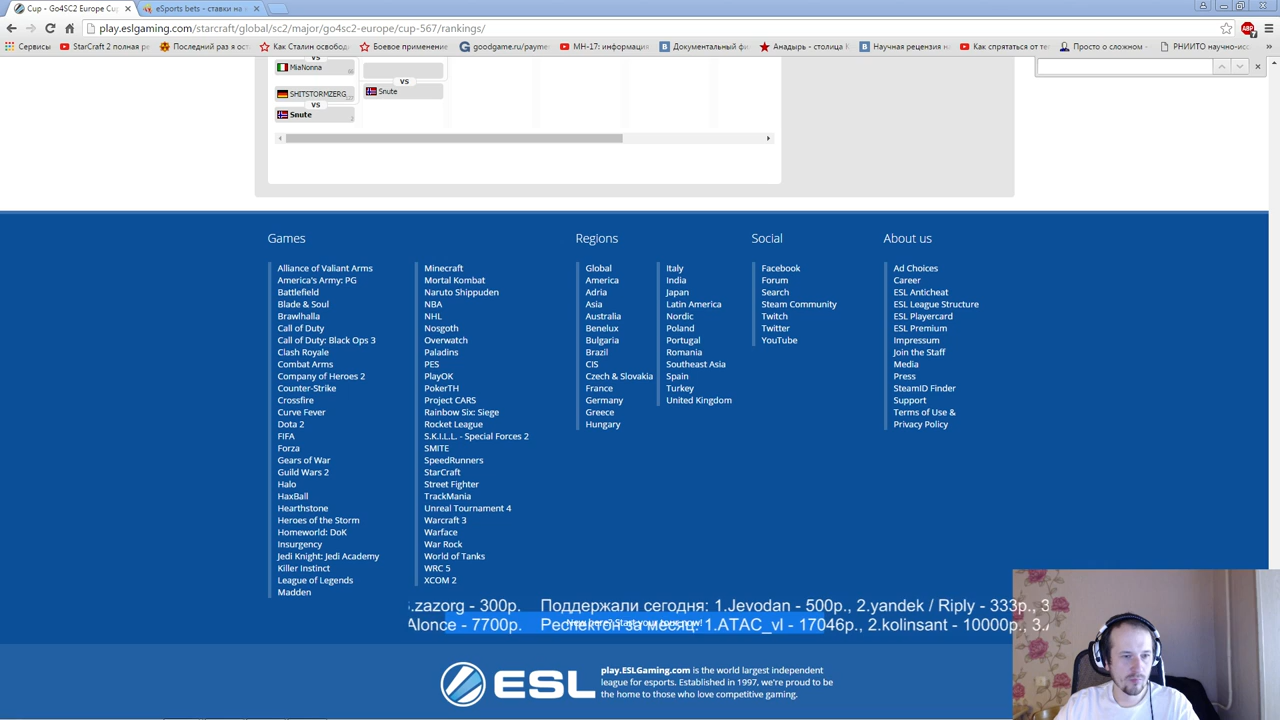 Cup - Go4SC2 Europe Cup
eSports bets - ставки на
play.eslgaming.com/starcraft/global/sc2/major/go4sc2-europe/cup-567/rankings/
Сервисы
StarCraft 2 полная ре
Последний раз я ост
Как Сталин освобод
Боевое применение
goodgame.ru/payme
МН-17: информация
Документальный фи
Анадырь - столица К
Научная рецензия н
Как спрятаться от те
Просто о сложном -
РНИИТО научно-исс
VS
MiaNonna
SHITSTORMZERG...
VS
Snute
2
VS
Snute
Games
Alliance of Valiant Arms
America's Army: PG
Battlefield
Blade & Soul
Brawlhalla
Call of Duty
Call of Duty: Black Ops 3
Clash Royale
Combat Arms
Company of Heroes 2
Counter-Strike
Crossfire
Curve Fever
Dota 2
FIFA
Forza
Gears of War
Guild Wars 2
Halo
HaxBall
Hearthstone
Heroes of the Storm
Homeworld: DoK
Insurgency
Jedi Knight: Jedi Academy
Killer Instinct
League of Legends
Madden
Minecraft
Mortal Kombat
Naruto Shippuden
NBA
NHL
Nosgoth
Overwatch
Paladins
PES
PlayOK
PokerTH
Project CARS
Rainbow Six: Siege
Rocket League
S.K.I.L.L. - Special Forces 2
SMITE
SpeedRunners
StarCraft
Street Fighter
TrackMania
Unreal Tournament 4
Warcraft 3
Warface
War Rock
World of Tanks
WRC 5
XCOM 2
Regions
Global
America
Adria
Asia
Australia
Benelux
Bulgaria
Brazil
CIS
Czech & Slovakia
France
Germany
Greece
Hungary
Italy
India
Japan
Latin America
Nordic
Poland
Portugal
Romania
Southeast Asia
Spain
Turkey
United Kingdom
Social
Facebook
Forum
Search
Steam Community
Twitch
Twitter
YouTube
About us
Ad Choices
Career
ESL Anticheat
ESL League Structure
ESL Playercard
ESL Premium
Impressum
Join the Staff
Media
Press
SteamID Finder
Support
Terms of Use &
Privacy Policy
.zazorg - 300р. Поддержали сегодня: 1.Jevodan - 500р., 2.yandek / Riply - 333р., 3
Alonce - 7700р. Респектон за месяц: 1.ATAC_vl - 17046р., 2.kolinsant - 10000р., 3.
New here? Start your tour now!
ESL
play.ESLGaming.com is the world largest independent
league for esports. Established in 1997, we're proud to be
the home to those who love competitive gaming.